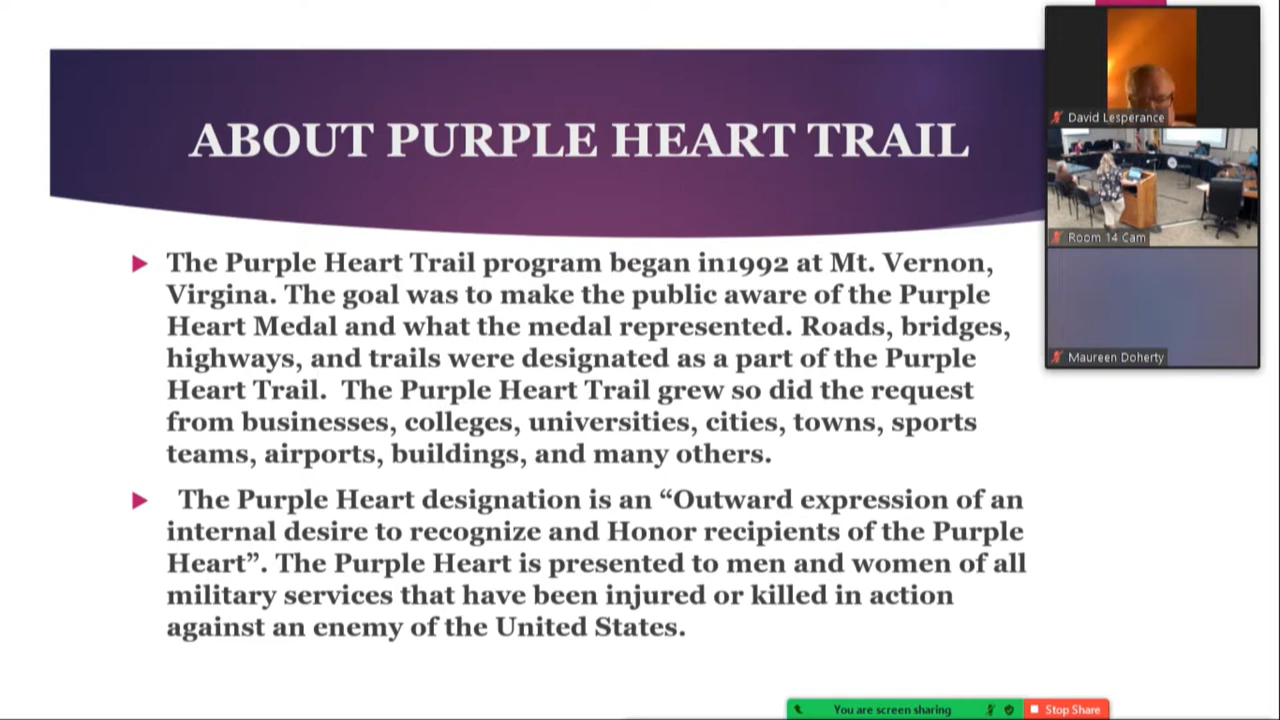 ABOUT PURPLE HEART TRAIL
The Purple Heart Trail program began in1992 at Mt. Vernon,
Virgina. The goal was to make the public aware of the Purple
Heart Medal and what the medal represented. Roads, bridges,
highways, and trails were designated as a part of the Purple
Heart Trail.  The Purple Heart Trail grew so did the request
from businesses, colleges, universities, cities, towns, sports
teams, airports, buildings, and many others.
The Purple Heart designation is an “Outward expression of an
internal desire to recognize and Honor recipients of the Purple
Heart”. The Purple Heart is presented to men and women of all
military services that have been injured or killed in action
against an enemy of the United States.
David Lesperance
Room 14 Cam
Maureen Doherty
You are screen sharing
Stop Share